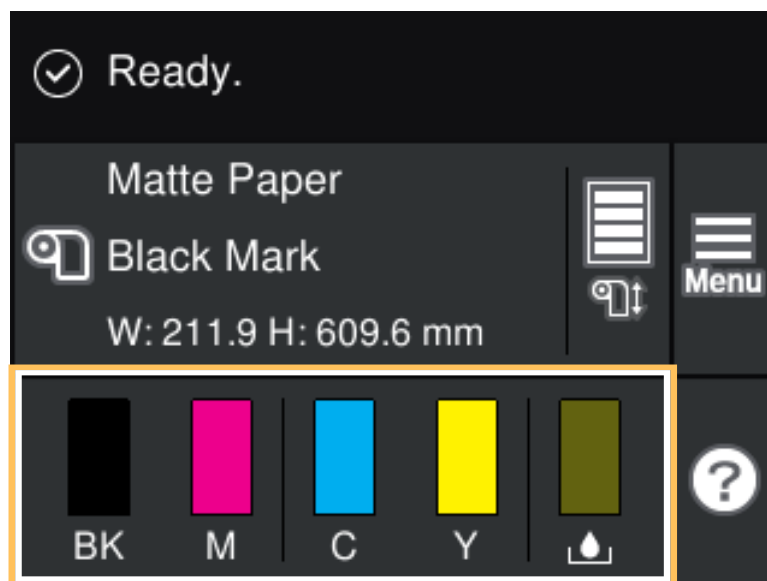 Ready.
Matte Paper
Black Mark
W: 211.9 H: 609.6 mm
Menu
BK M C Y
?